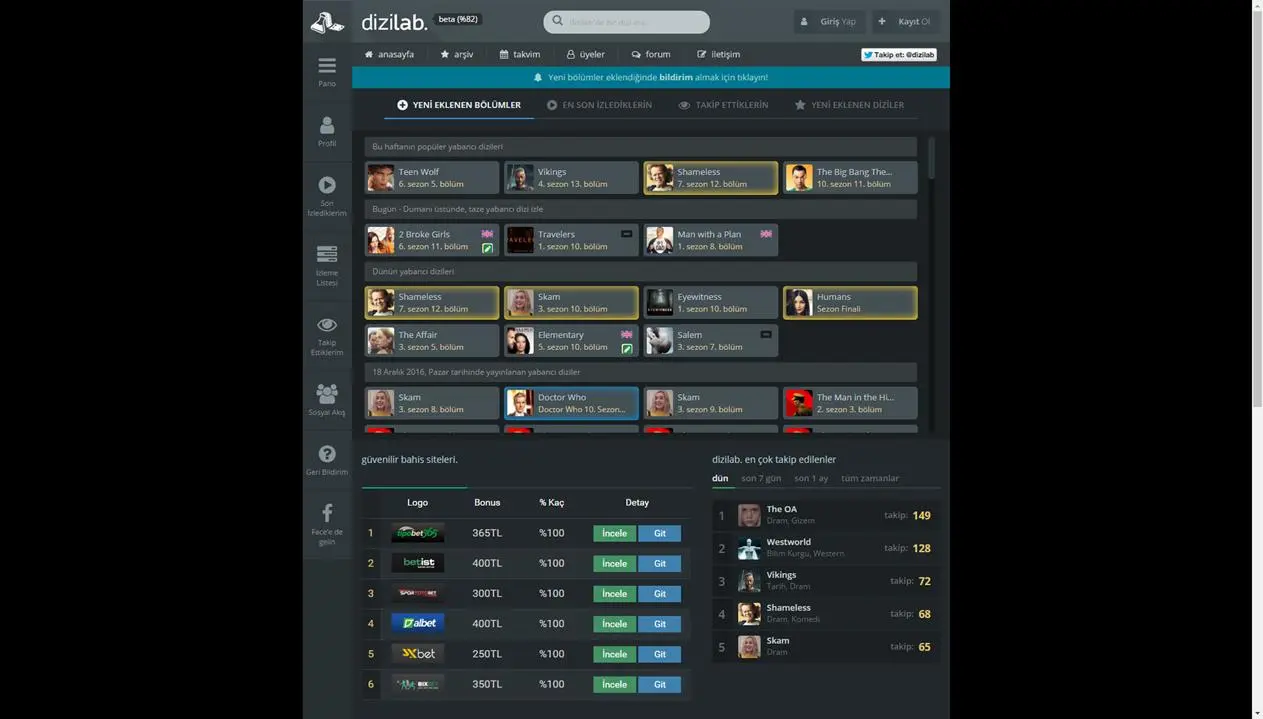 dizilab. beta (%82)
Giriş Yap
Kayıt Ol
anasayfa
arşiv
takvim
üyeler
forum
iletişim
Takip et: @dizilab
Yeni bölümler eklendiğinde bildirim almak için tıklayın!
Pano
Profil
Son İzlediklerim
İzleme Listesi
Takip Ettiklerim
Sosyal Akış
Geri Bildirim
Face'e de gelin
YENİ EKLENEN BÖLÜMLER
EN SON İZLEDİKLERİN
TAKİP ETTİKLERİN
YENİ EKLENEN DİZİLER
Bu haftanın popüler yabancı dizileri
Teen Wolf
6. sezon 5. bölüm
Vikings
4. sezon 13. bölüm
Shameless
7. sezon 12. bölüm
The Big Bang The...
10. sezon 11. bölüm
Bugün - Dumanı üstünde, taze yabancı dizi izle
2 Broke Girls
6. sezon 11. bölüm
Travelers
1. sezon 10. bölüm
Man with a Plan
1. sezon 8. bölüm
Dünün yabancı dizileri
Shameless
7. sezon 12. bölüm
Skam
3. sezon 10. bölüm
Eyewitness
1. sezon 10. bölüm
Humans
Sezon Finali
The Affair
3. sezon 5. bölüm
Elementary
5. sezon 10. bölüm
Salem
3. sezon 7. bölüm
18 Aralık 2016, Pazar tarihinde yayınlanan yabancı diziler
Skam
3. sezon 8. bölüm
Doctor Who
Doctor Who 10. Sezon...
Skam
3. sezon 9. bölüm
The Man in the Hi...
2. sezon 3. bölüm
güvenilir bahis siteleri.
Logo Bonus % Kaç Detay
1 tipobet365 365TL %100 İncele Git
2 betist 400TL %100 İncele Git
3 300TL %100 İncele Git
4 albet 400TL %100 İncele Git
5 bet 250TL %100 İncele Git
6 350TL %100 İncele Git
dizilab. en çok takip edilenler
dün son 7 gün son 1 ay tüm zamanlar
1 The OA takip: 149
Dram, Gizem
2 Westworld takip: 128
Bilim Kurgu, Western
3 Vikings takip: 72
Tarih, Dram
4 Shameless takip: 68
Dram, Komedi
5 Skam takip: 65
Dram